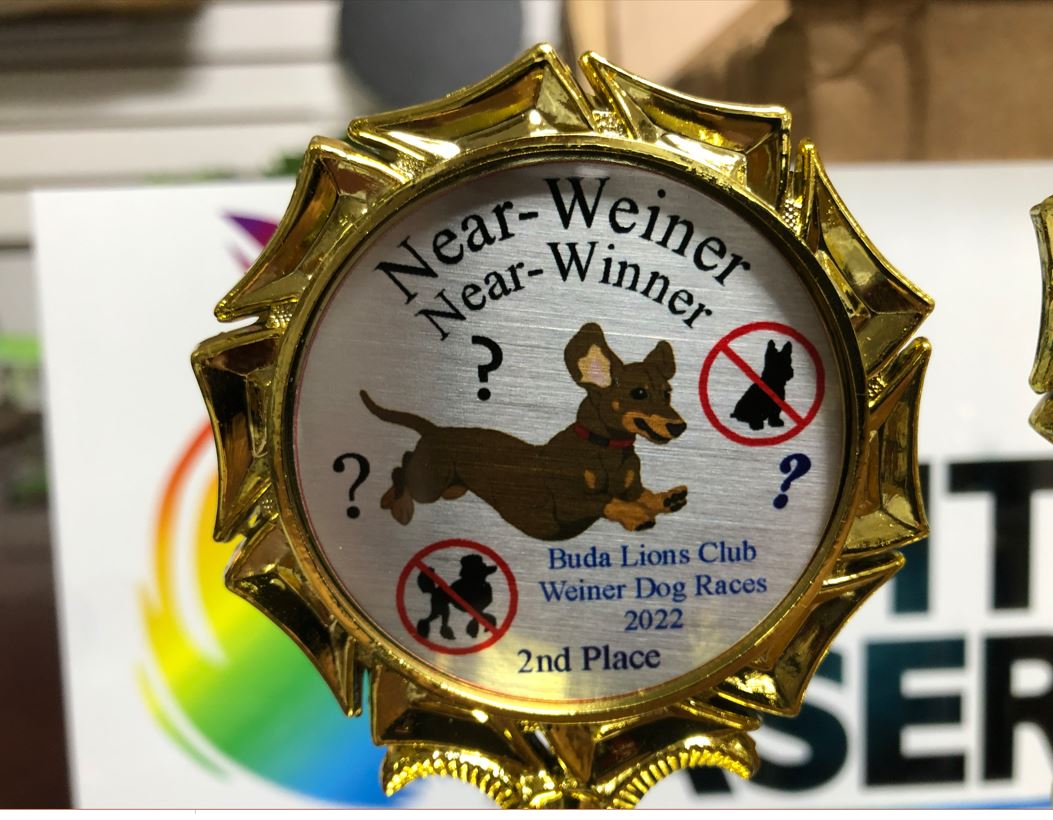 Near-Weiner
Near-Winner
?
?
?
Buda Lions Club
Weiner Dog Races
2022
2nd Place